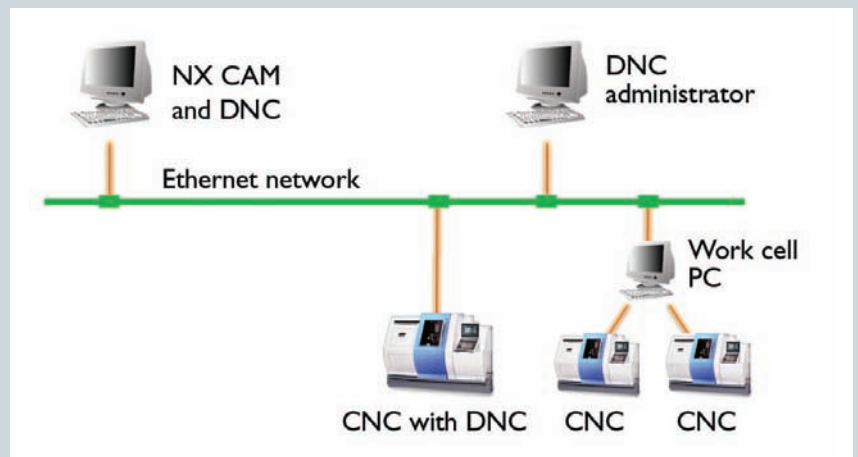 NX CAM
and DNC
DNC
administrator
Ethernet network
Work cell
PC
CNC with DNC
CNC
CNC